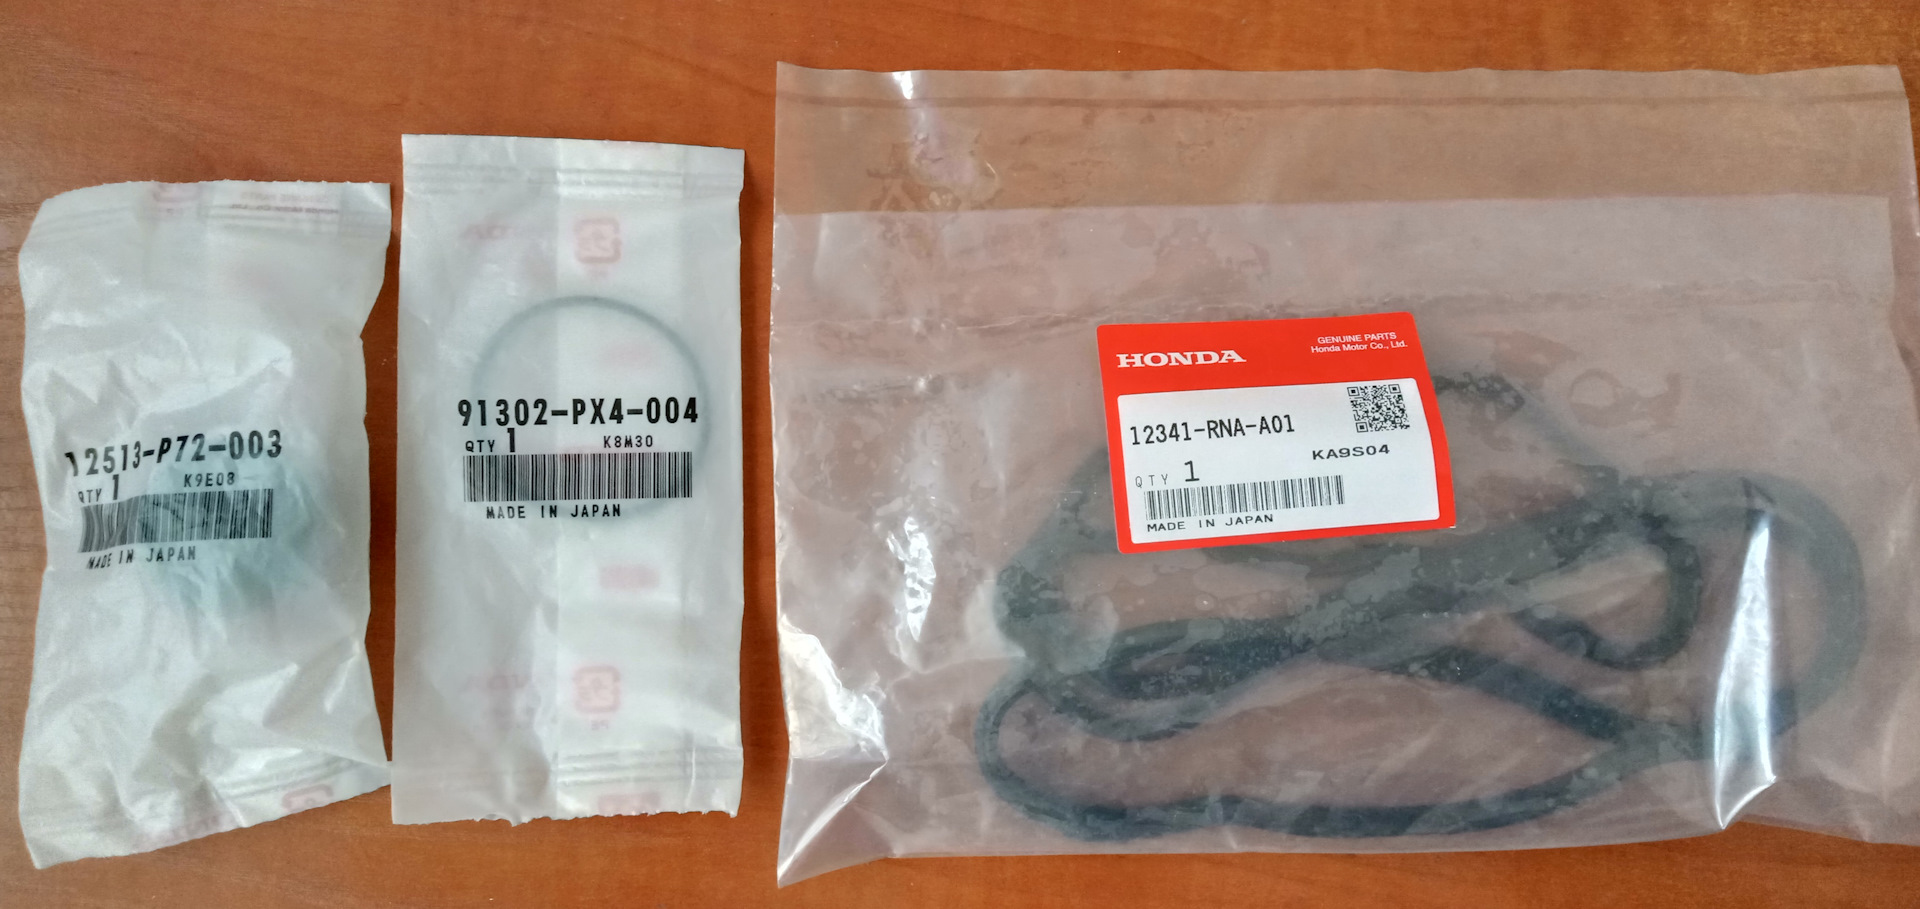 12513-P72-003
QTY 1 K9E08
MADE IN JAPAN
91302-PX4-004
QTY 1 K8M30
MADE IN JAPAN
HONDA
GENUINE PARTS
Honda Motor Co., Ltd.
12341-RNA-A01
KA9S04
QTY 1
MADE IN JAPAN